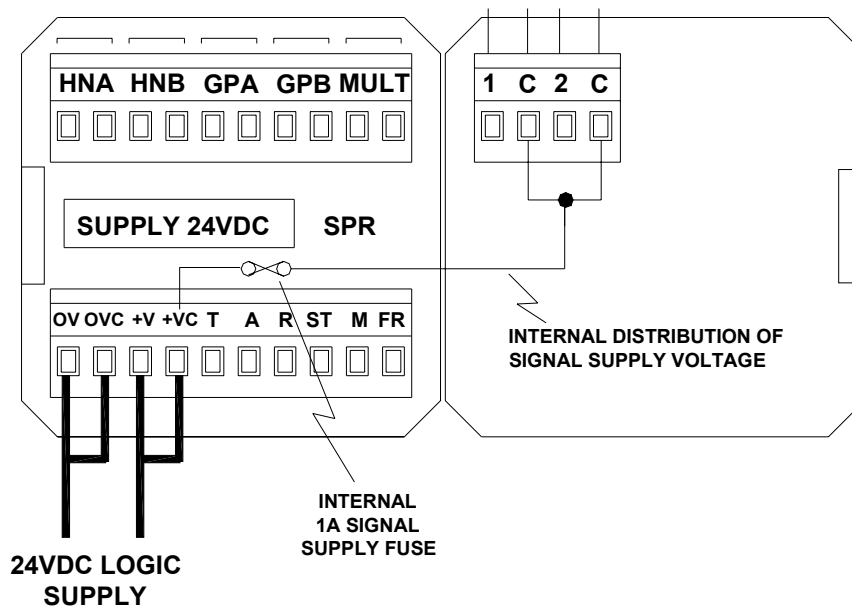 HNA HNB GPA GPB MULT
1 C 2 C
SUPPLY 24VDC
SPR
OV OVC +V +VC T A R ST M FR
INTERNAL DISTRIBUTION OF
SIGNAL SUPPLY VOLTAGE
INTERNAL
1A SIGNAL
SUPPLY FUSE
24VDC LOGIC
SUPPLY